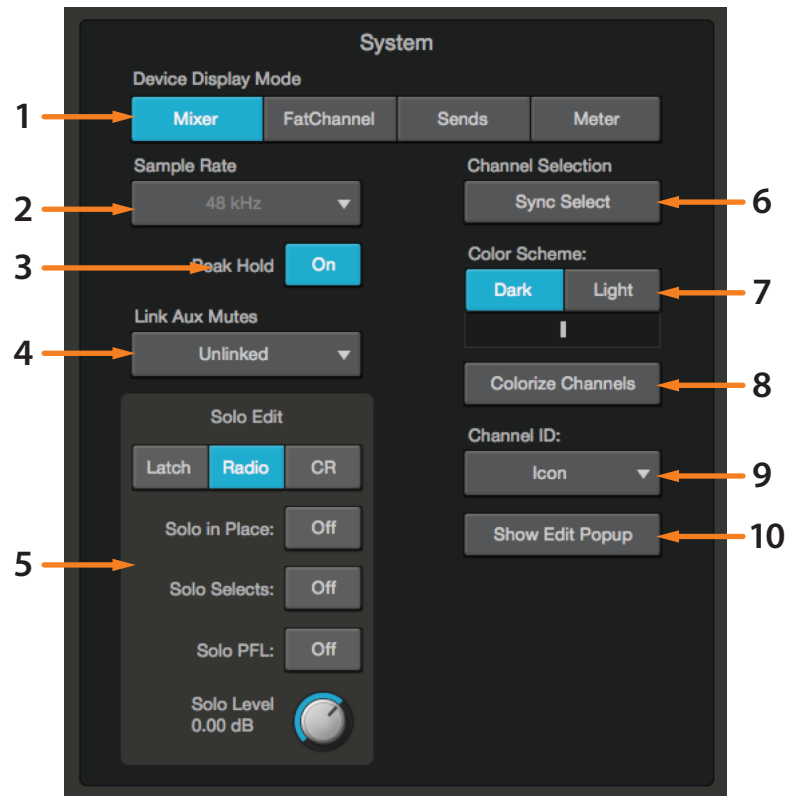 System
Device Display Mode
1
Mixer FatChannel Sends Meter
Sample Rate
2
48 kHz
3
Peak Hold On
Link Aux Mutes
4
Unlinked
Solo Edit
Latch Radio CR
Solo in Place: Off
5
Solo Selects: Off
Solo PFL: Off
Solo Level
0.00 dB
Channel Selection
Sync Select
6
Color Scheme:
Dark Light
7
Colorize Channels
8
Channel ID:
Icon
9
Show Edit Popup
10